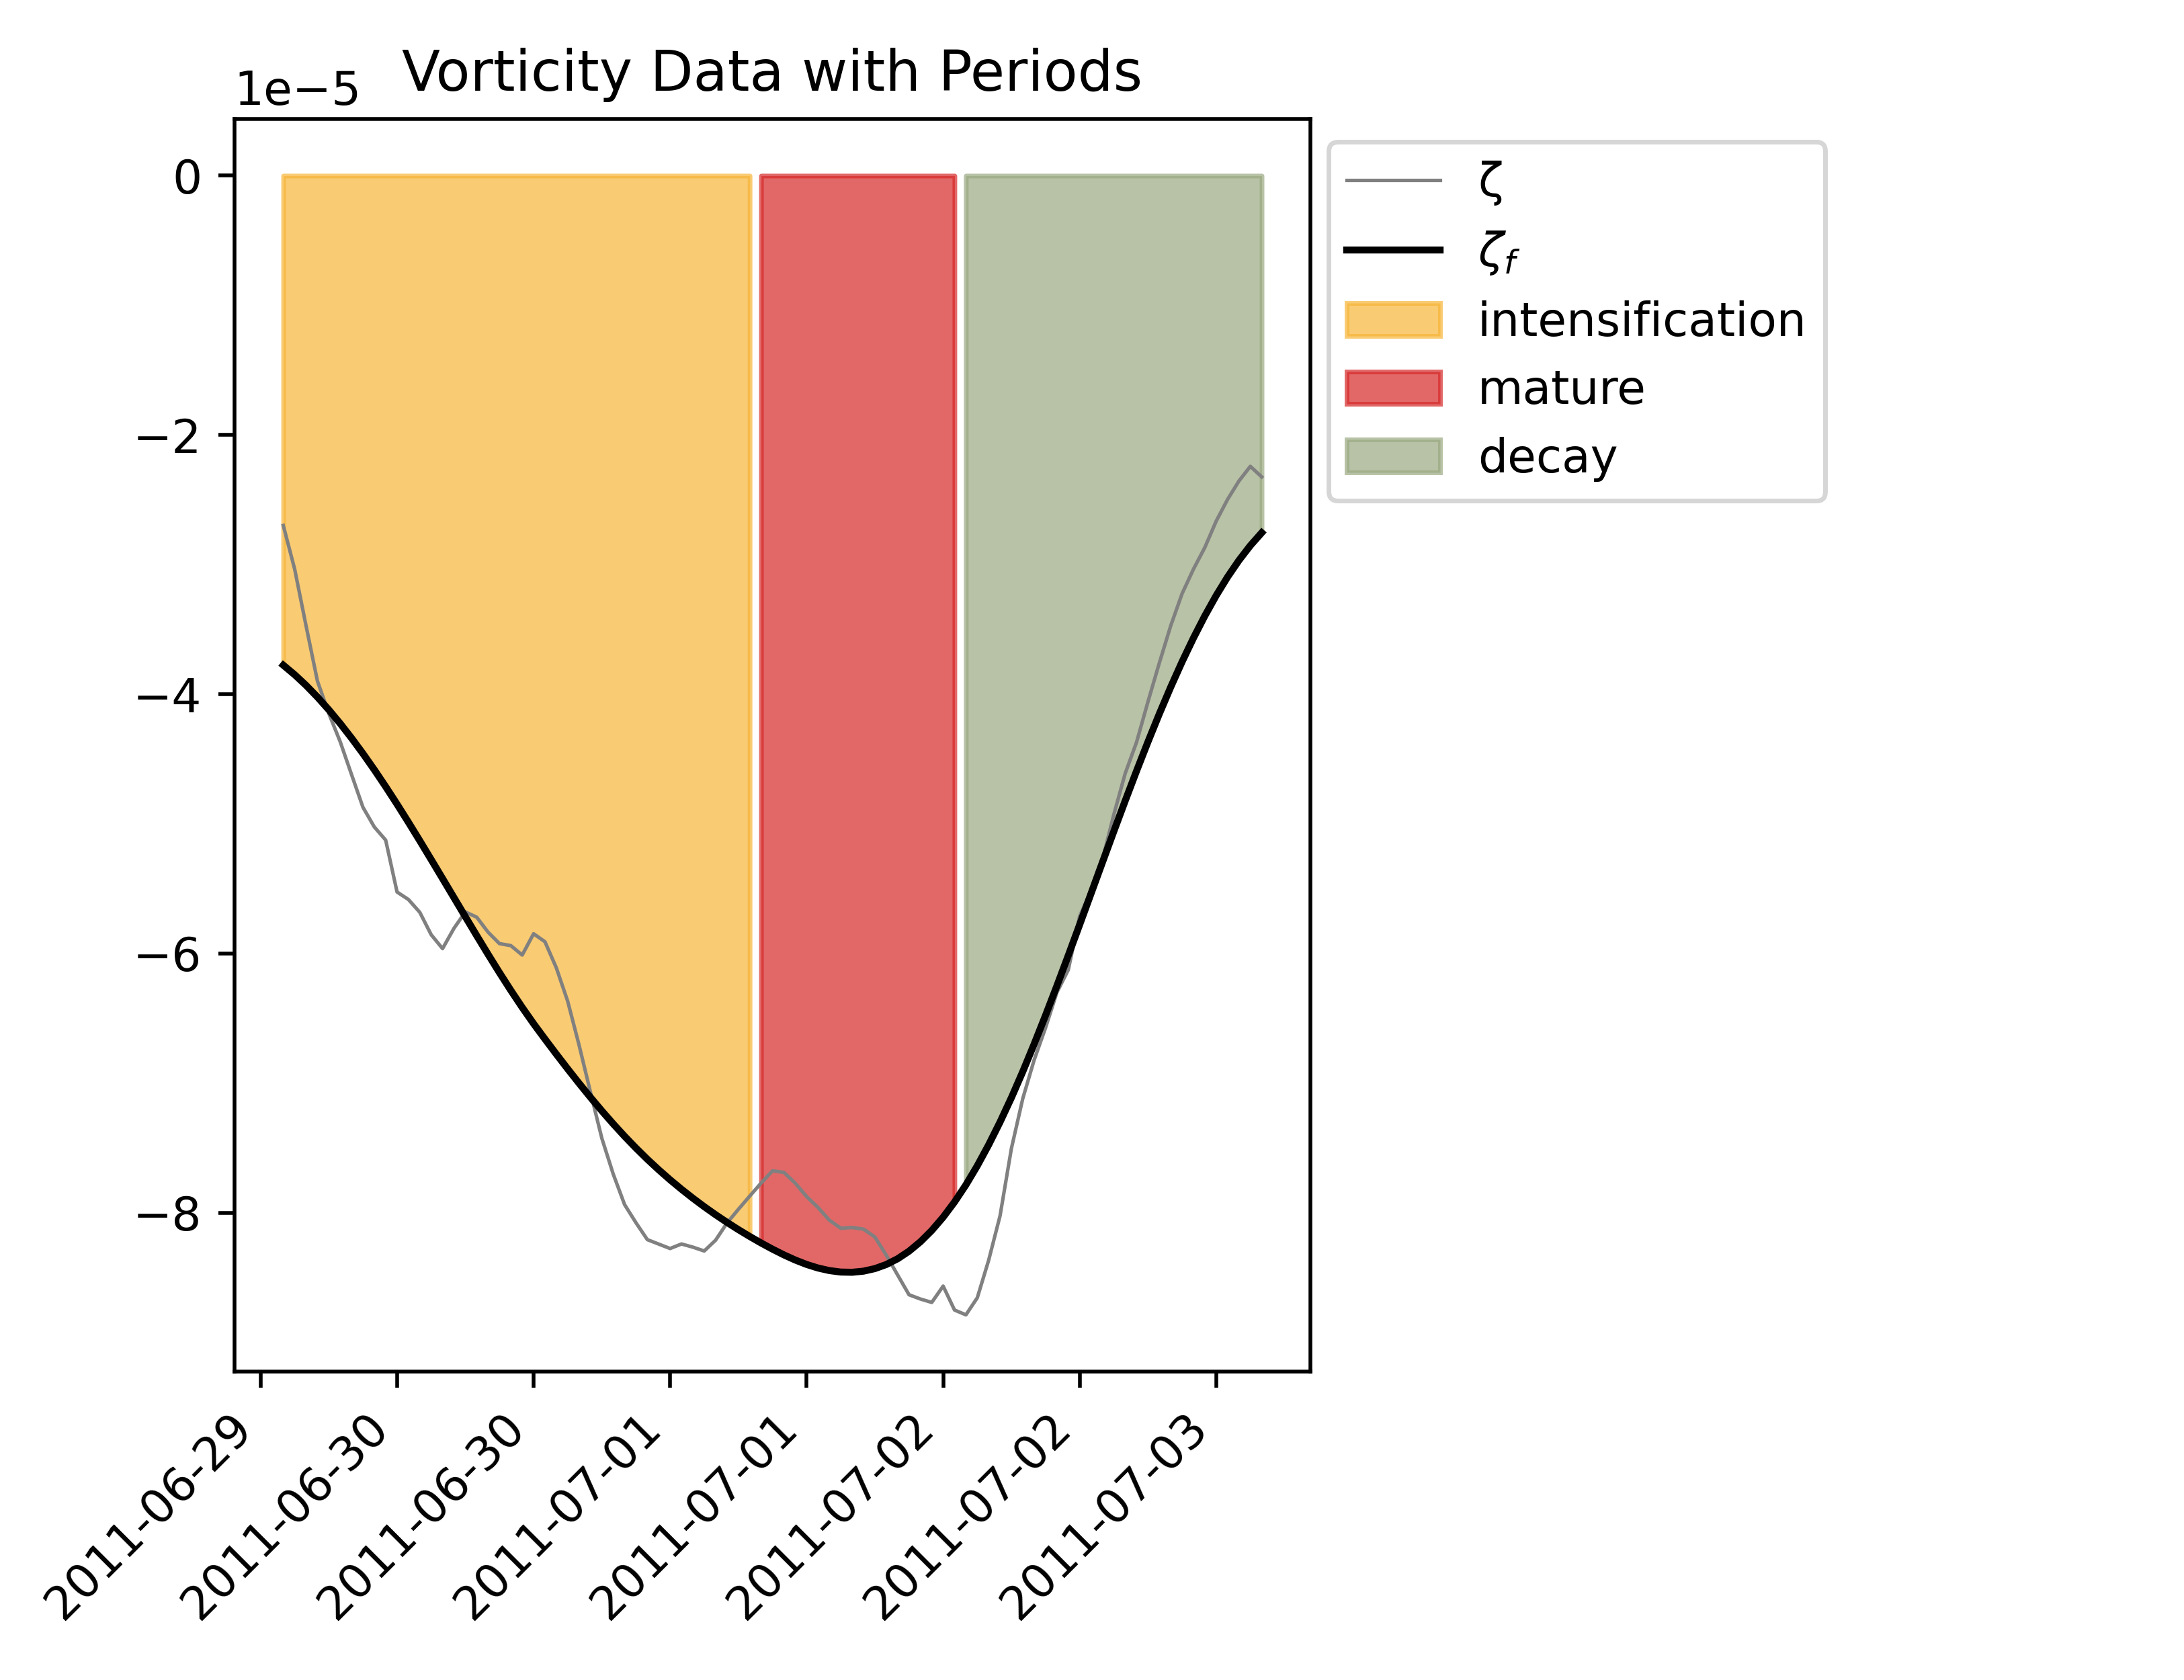 Vorticity Data with Periods
1e−5
0
−2
−4
−6
−8
2011-06-29
2011-06-30
2011-06-30
2011-07-01
2011-07-01
2011-07-02
2011-07-02
2011-07-03
ζ
ζf
intensification
mature
decay